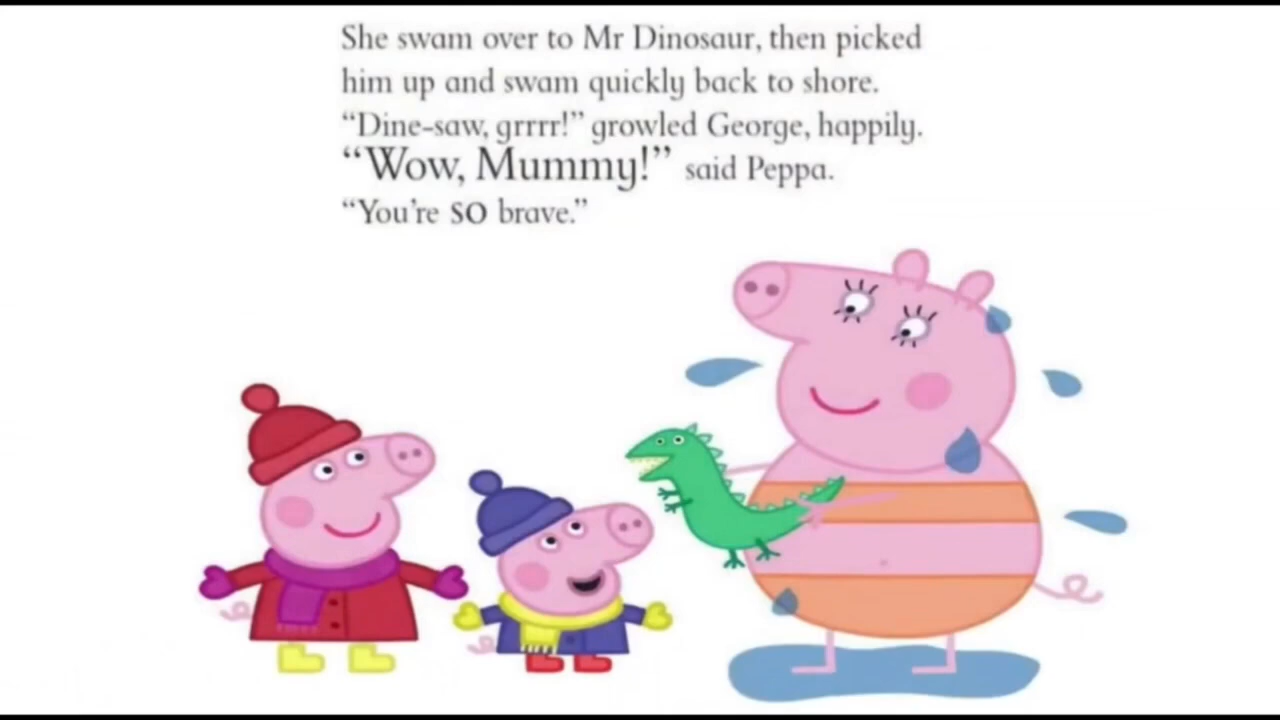 She swam over to Mr Dinosaur, then picked
him up and swam quickly back to shore.
“Dine-saw, grrrr!” growled George, happily.
“Wow, Mummy!” said Peppa.
“You’re SO brave.”